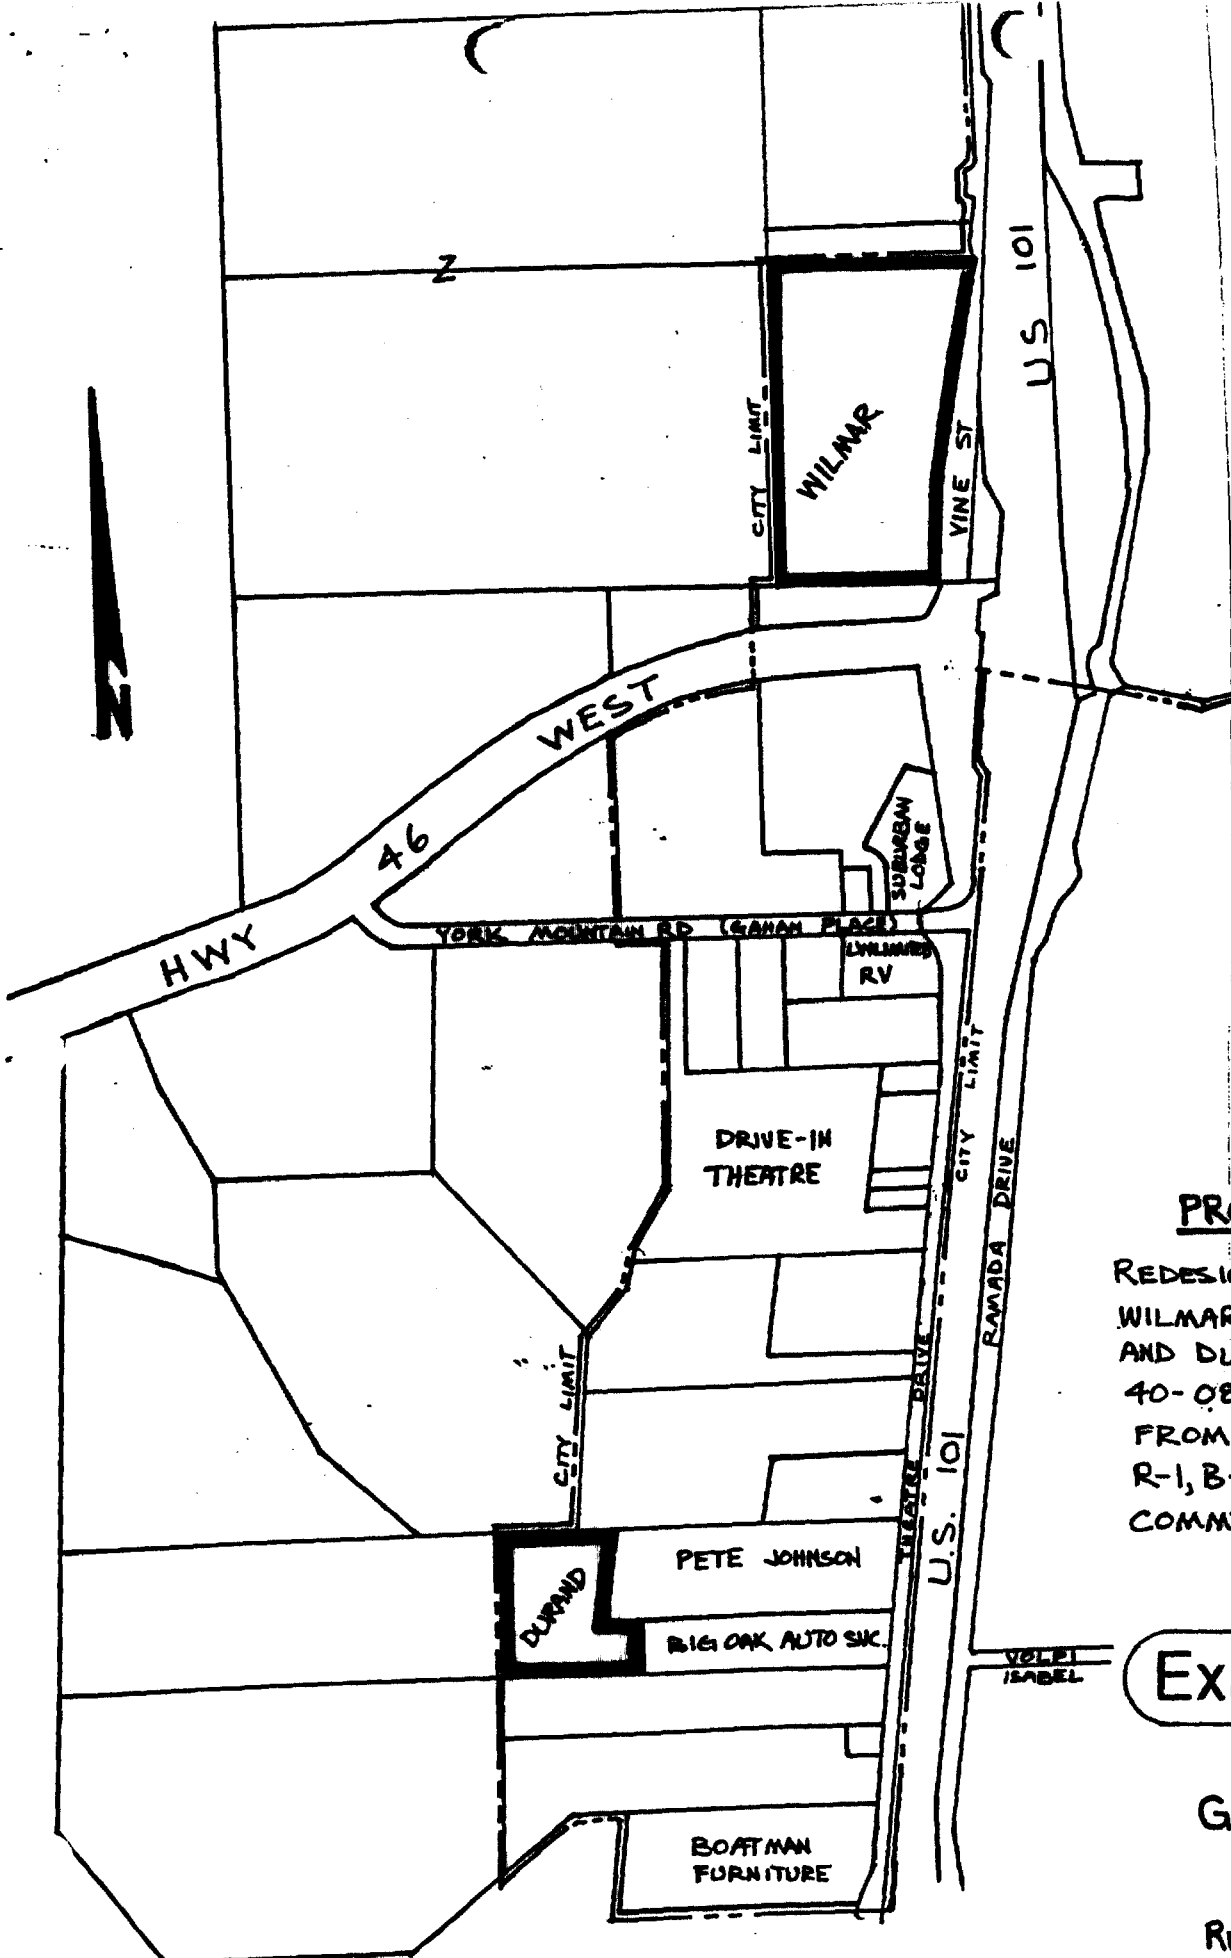 Z
US 101
CITY LIMIT
WILMAR
VINE ST
N
HWY 46 WEST
SUBURBAN
LODGE
YORK MOUNTAIN RD (GAHAN PLACE)
RV
CITY LIMIT
DRIVE-IN
THEATRE
RAMADA DRIVE
PR
REDESI
WILMAR
AND DU
40-08
FROM
R-1, B-
COMM
THEATRE DRIVE
CITY LIMIT
U.S. 101
PETE JOHNSON
DURAND
BIG OAK AUTO SVC.
VOLPI
ISABEL
Ex
G
BOATMAN
FURNITURE
R